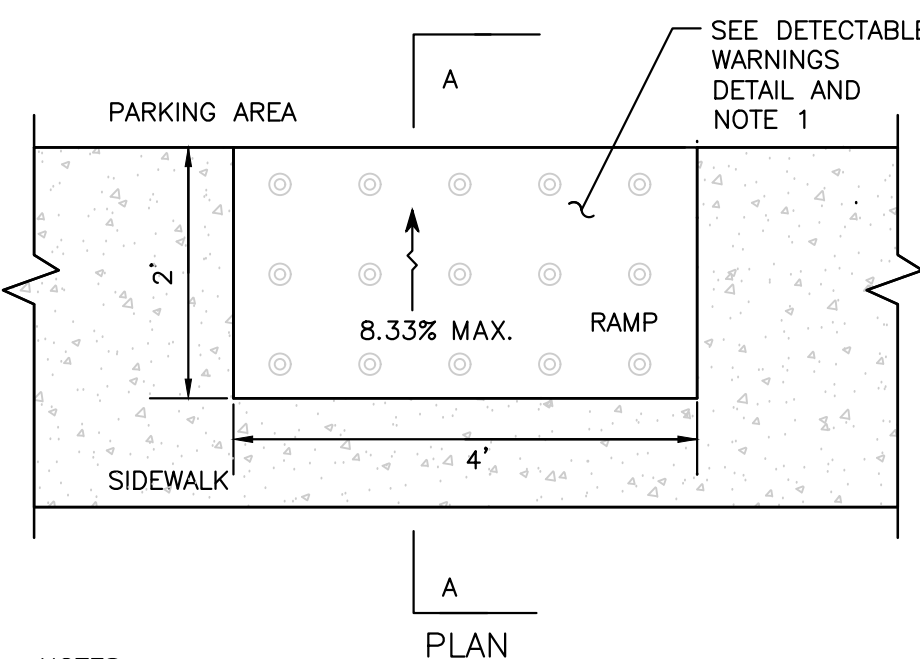 SEE DETECTABLE
WARNINGS
DETAIL AND
NOTE 1
A
PARKING AREA
2'
8.33% MAX.
RAMP
4'
SIDEWALK
A
PLAN